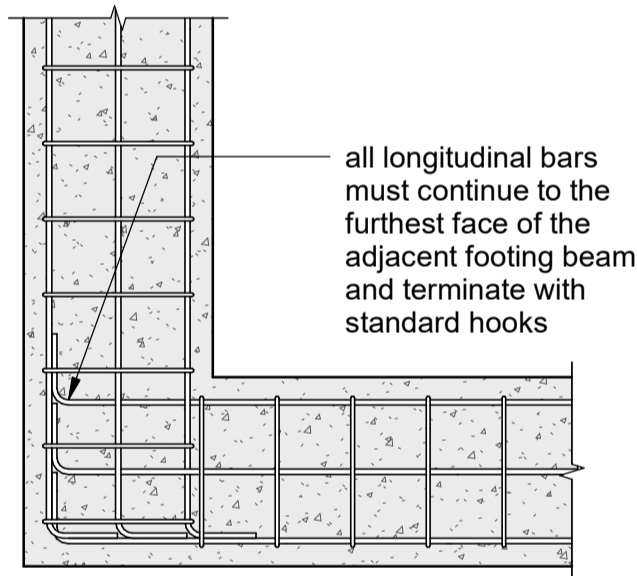 all longitudinal bars
must continue to the
furthest face of the
adjacent footing beam
and terminate with
standard hooks